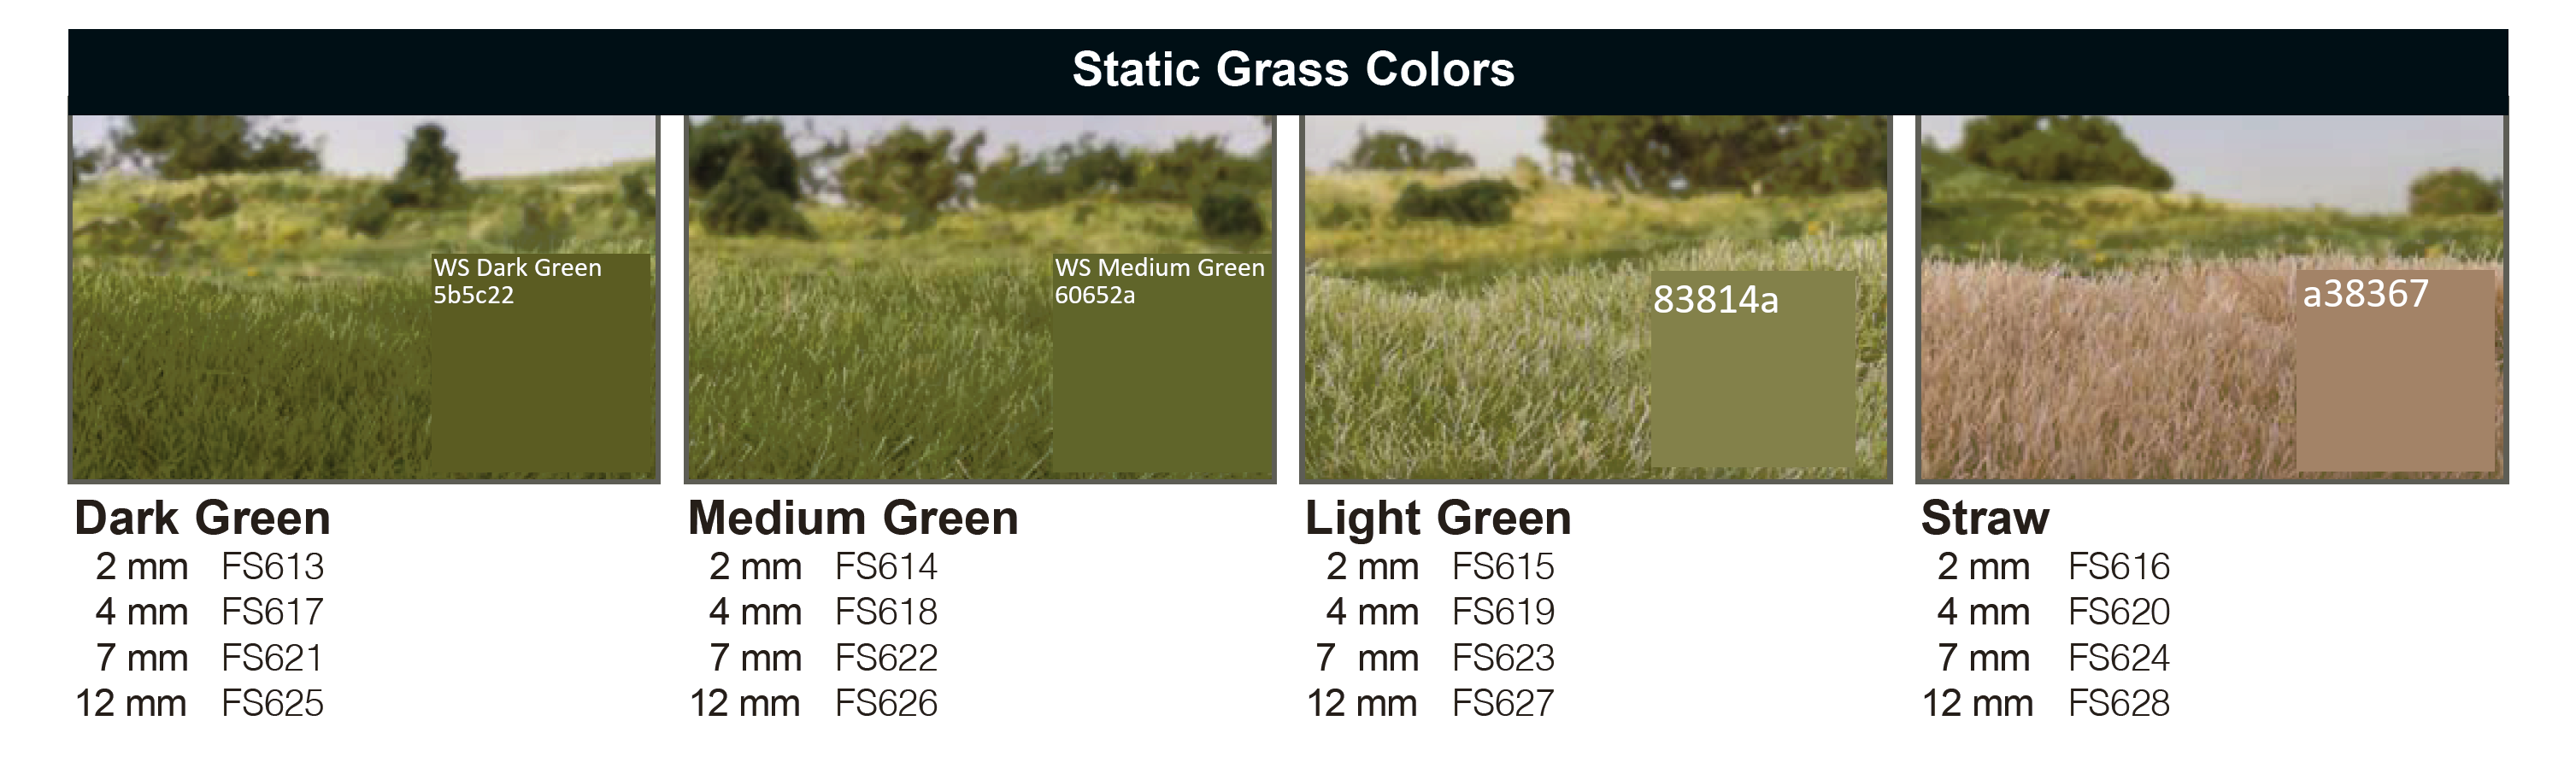 Static Grass Colors
WS Dark Green
5b5c22
WS Medium Green
60652a
83814a
a38367
Dark Green
2 mm FS613
4 mm FS617
7 mm FS621
12 mm FS625
Medium Green
2 mm FS614
4 mm FS618
7 mm FS622
12 mm FS626
Light Green
2 mm FS615
4 mm FS619
7 mm FS623
12 mm FS627
Straw
2 mm FS616
4 mm FS620
7 mm FS624
12 mm FS628